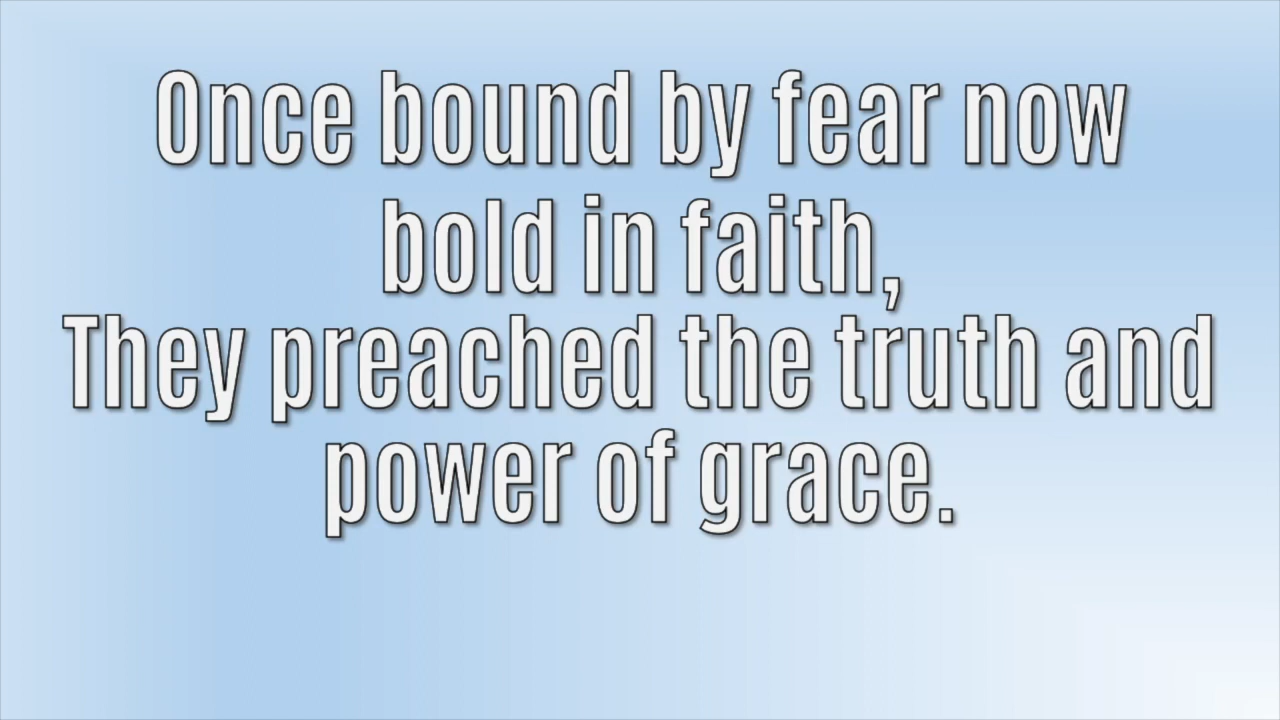 Once bound by fear now
bold in faith,
They preached the truth and
power of grace.